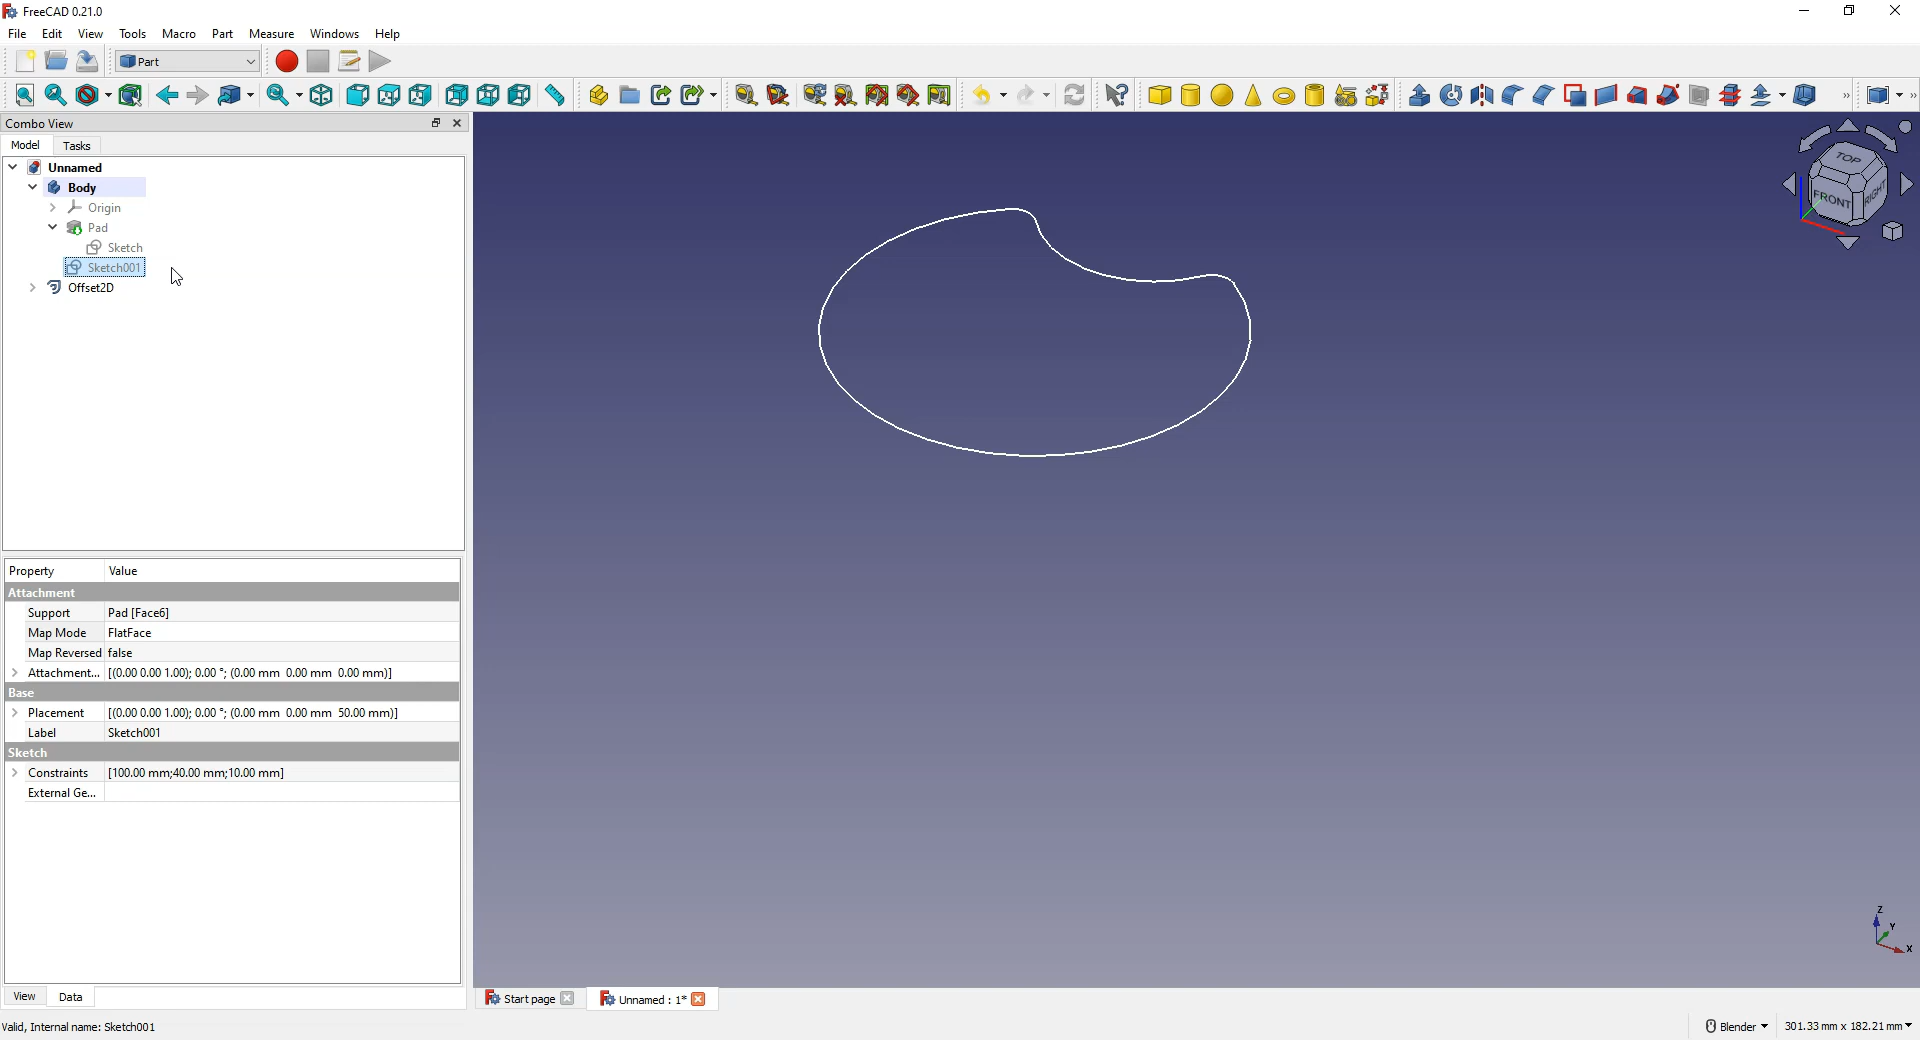 FreeCAD 0.21.0
File Edit View Tools Macro Part Measure Windows Help
Part
Combo View
Model Tasks
Unnamed
Body
Origin
Pad
Sketch
Sketch001
Offset2D
TOP
FRONT RIGHT
Property Value
Attachment
Support Pad [Face6]
Map Mode FlatFace
Map Reversed false
Attachment... [(0.00 0.00 1.00); 0.00 °; (0.00 mm 0.00 mm 0.00 mm)]
Base
Placement [(0.00 0.00 1.00); 0.00 °; (0.00 mm 0.00 mm 50.00 mm)]
Label Sketch001
Sketch
Constraints [100.00 mm;40.00 mm;10.00 mm]
External Ge...
Z
Y
X
View Data
Start page Unnamed : 1*
Valid, Internal name: Sketch001
Blender 301.33 mm x 182.21 mm